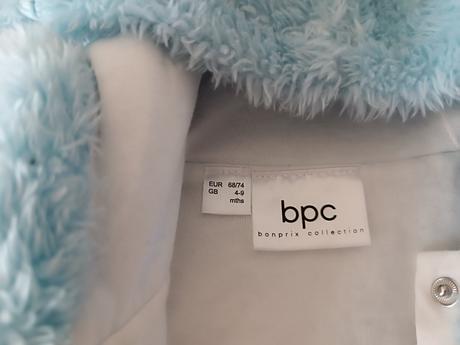 EUR 68/74
GB 4-9
mths
bpc
bonprix collection